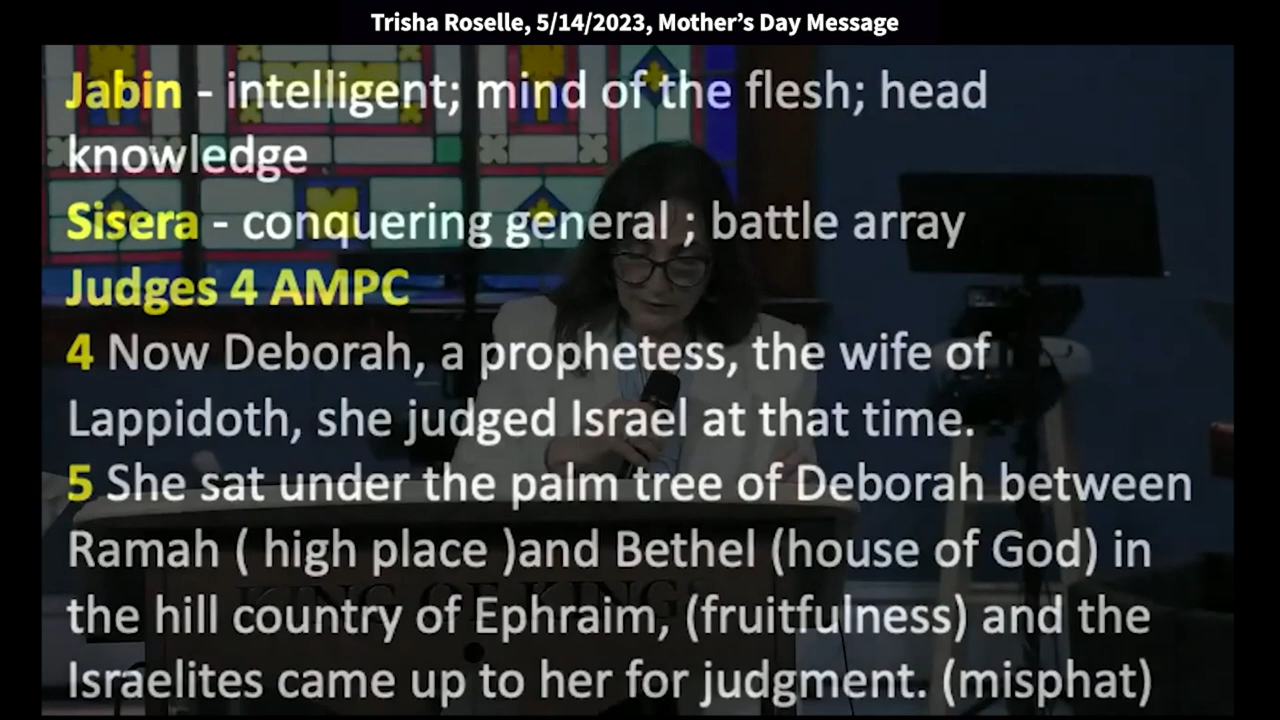 Trisha Roselle, 5/14/2023, Mother's Day Message
Jabin - intelligent; mind of the flesh; head
knowledge
Sisera - conquering general ; battle array
Judges 4 AMPC
4 Now Deborah, a prophetess, the wife of
Lappidoth, she judged Israel at that time.
5 She sat under the palm tree of Deborah between
Ramah ( high place )and Bethel (house of God) in
KING OF KINGS
the hill country of Ephraim, (fruitfulness) and the
Israelites came up to her for judgment. (misphat)